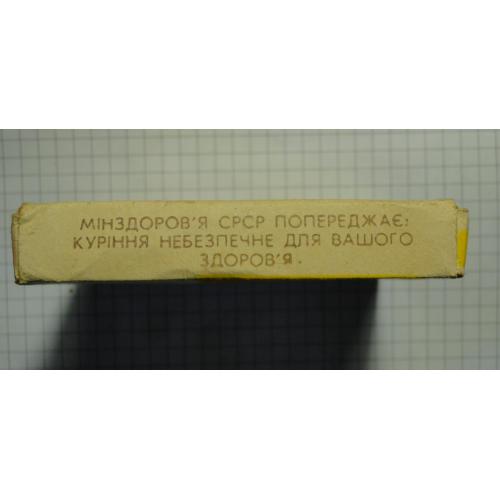 МІНЗДОРОВ'Я СРСР ПОПЕРЕДЖАЄ:
КУРІННЯ НЕБЕЗПЕЧНЕ ДЛЯ ВАШОГО
ЗДОРОВ'Я.